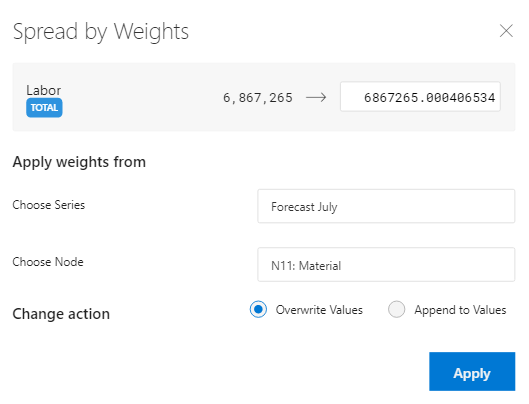 Spread by Weights
Labor
TOTAL
6,867,265 → 6867265.000406534
Apply weights from
Choose Series Forecast July
Choose Node N11: Material
Change action Overwrite Values Append to Values
Apply